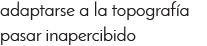 adaptarse a la topografía
pasar inapercibido